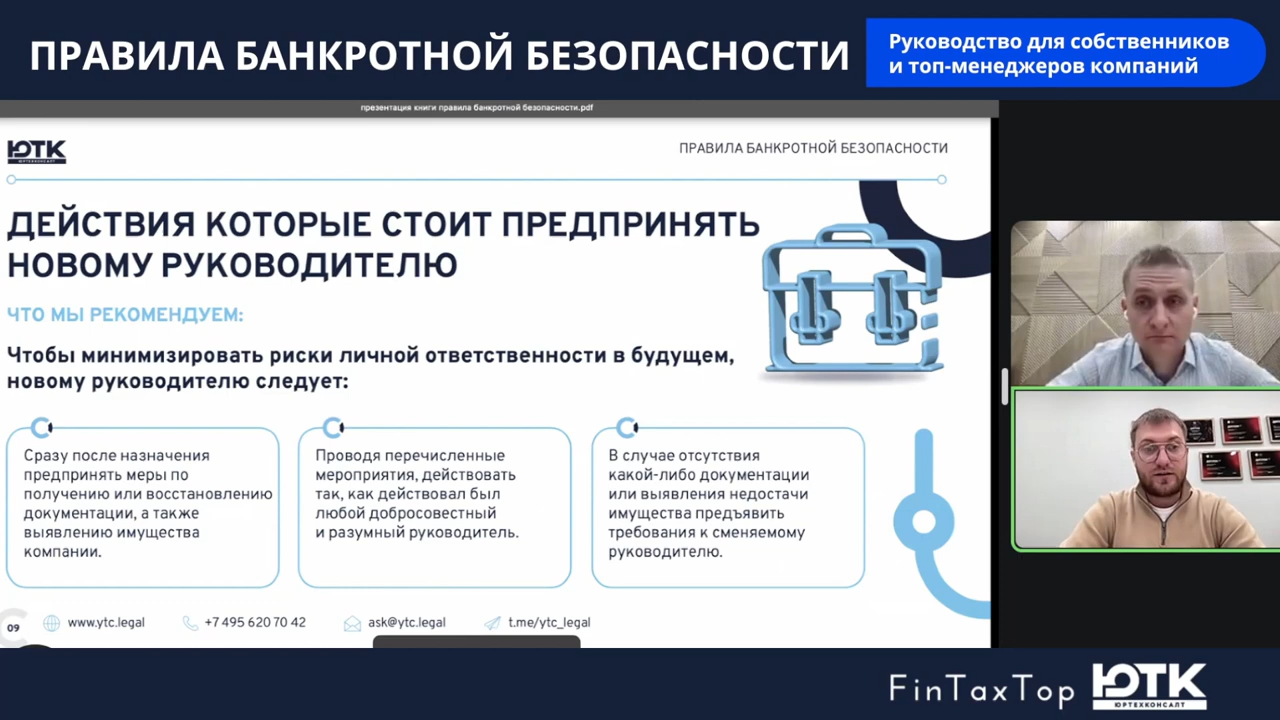 ПРАВИЛА БАНКРОТНОЙ БЕЗОПАСНОСТИ
Руководство для собственников
и топ-менеджеров компаний
презентация книги правила банкротной безопасности.pdf
ЮТК
ЮРТЕХКОНСАЛТ
ПРАВИЛА БАНКРОТНОЙ БЕЗОПАСНОСТИ
ДЕЙСТВИЯ КОТОРЫЕ СТОИТ ПРЕДПРИНЯТЬ
НОВОМУ РУКОВОДИТЕЛЮ
ЧТО МЫ РЕКОМЕНДУЕМ:
Чтобы минимизировать риски личной ответственности в будущем,
новому руководителю следует:
Сразу после назначения
предпринять меры по
получению или восстановлению
документации, а также
выявлению имущества
компании.
Проводя перечисленные
мероприятия, действовать
так, как действовал был
любой добросовестный
и разумный руководитель.
В случае отсутствия
какой-либо документации
или выявления недостачи
имущества предъявить
требования к сменяемому
руководителю.
09
www.ytc.legal
+7 495 620 70 42
ask@ytc.legal
t.me/ytc_legal
FinTaxTop
ЮТК
ЮРТЕХКОНСАЛТ